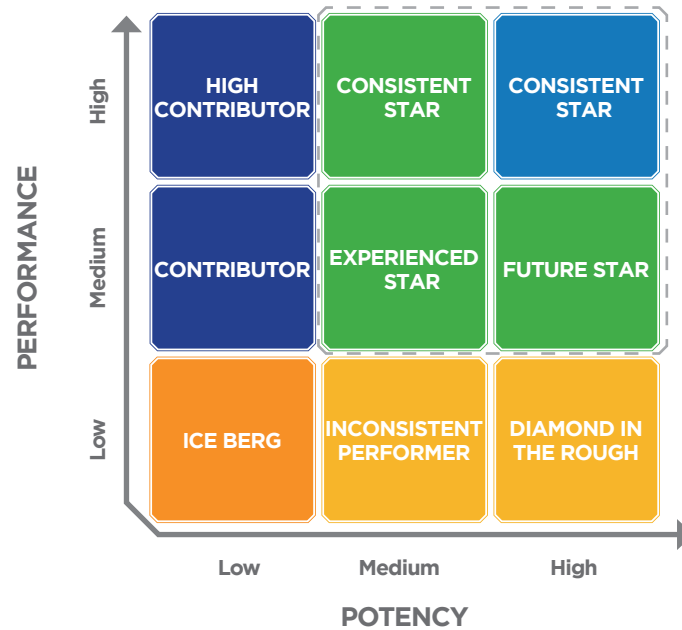 PERFORMANCE
High
HIGH
CONTRIBUTOR
CONSISTENT
STAR
CONSISTENT
STAR
Medium
CONTRIBUTOR
EXPERIENCED
STAR
FUTURE STAR
Low
ICE BERG
INCONSISTENT
PERFORMER
DIAMOND IN
THE ROUGH
Low
Medium
High
POTENCY